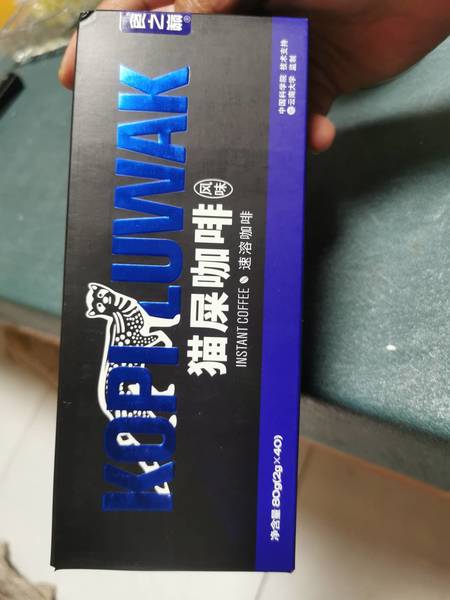 KOPI LUWAK
猫屎咖啡 风味
INSTANT COFFEE 速溶咖啡
中国科学院 技术支持
云南大学 监制
净含量 80g(2g×40)